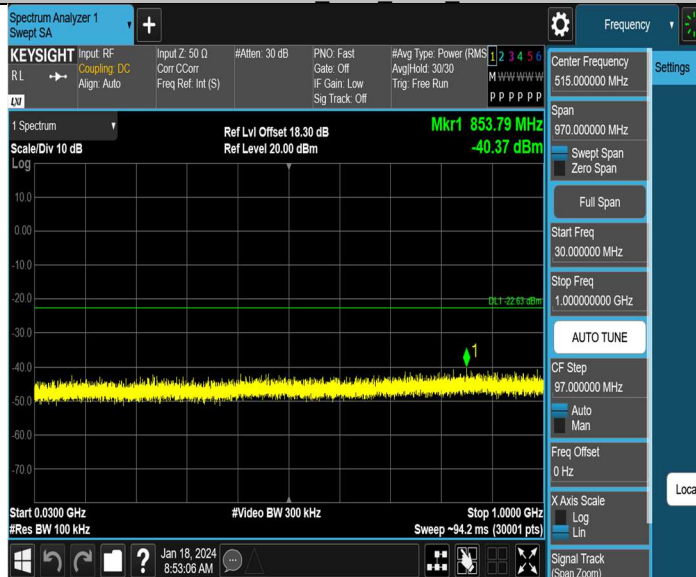 Spectrum Analyzer 1
Swept SA
+
Frequency
KEYSIGHT
RL
LXI
Input: RF
Coupling: DC
Align: Auto
Input Z: 50 Ω
Corr CCorr
Freq Ref: Int (S)
#Atten: 30 dB
PNO: Fast
Gate: Off
IF Gain: Low
Sig Track: Off
#Avg Type: Power (RMS
Avg|Hold: 30/30
Trig: Free Run
1 2 3 4 5 6
M W W W W W
P P P P P P
1 Spectrum
Scale/Div 10 dB
Log
Ref Lvl Offset 18.30 dB
Ref Level 20.00 dBm
Mkr1 853.79 MHz
-40.37 dBm
10.0
0.00
-10.0
-20.0
DL1 -22.63 dBm
-30.0
-40.0
1
-50.0
-60.0
-70.0
Start 0.0300 GHz
#Res BW 100 kHz
#Video BW 300 kHz
Stop 1.0000 GHz
Sweep ~94.2 ms (30001 pts)
?
Jan 18, 2024
8:53:06 AM
Center Frequency
515.000000 MHz
Settings
Span
970.000000 MHz
Swept Span
Zero Span
Full Span
Start Freq
30.000000 MHz
Stop Freq
1.000000000 GHz
AUTO TUNE
CF Step
97.000000 MHz
Auto
Man
Freq Offset
0 Hz
Loca
X Axis Scale
Log
Lin
Signal Track
(Span Zoom)